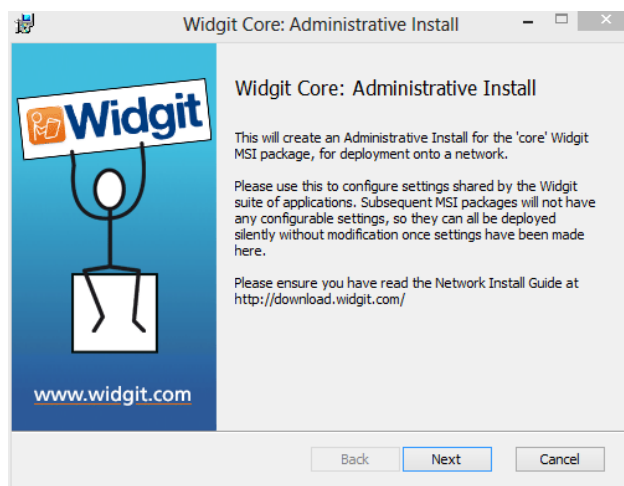 Widgit Core: Administrative Install
Widgit
Widgit Core: Administrative Install
This will create an Administrative Install for the 'core' Widgit
MSI package, for deployment onto a network.
Please use this to configure settings shared by the Widgit
suite of applications. Subsequent MSI packages will not have
any configurable settings, so they can all be deployed
silently without modification once settings have been made
here.
Please ensure you have read the Network Install Guide at
http://download.widgit.com/
www.widgit.com
Back Next Cancel